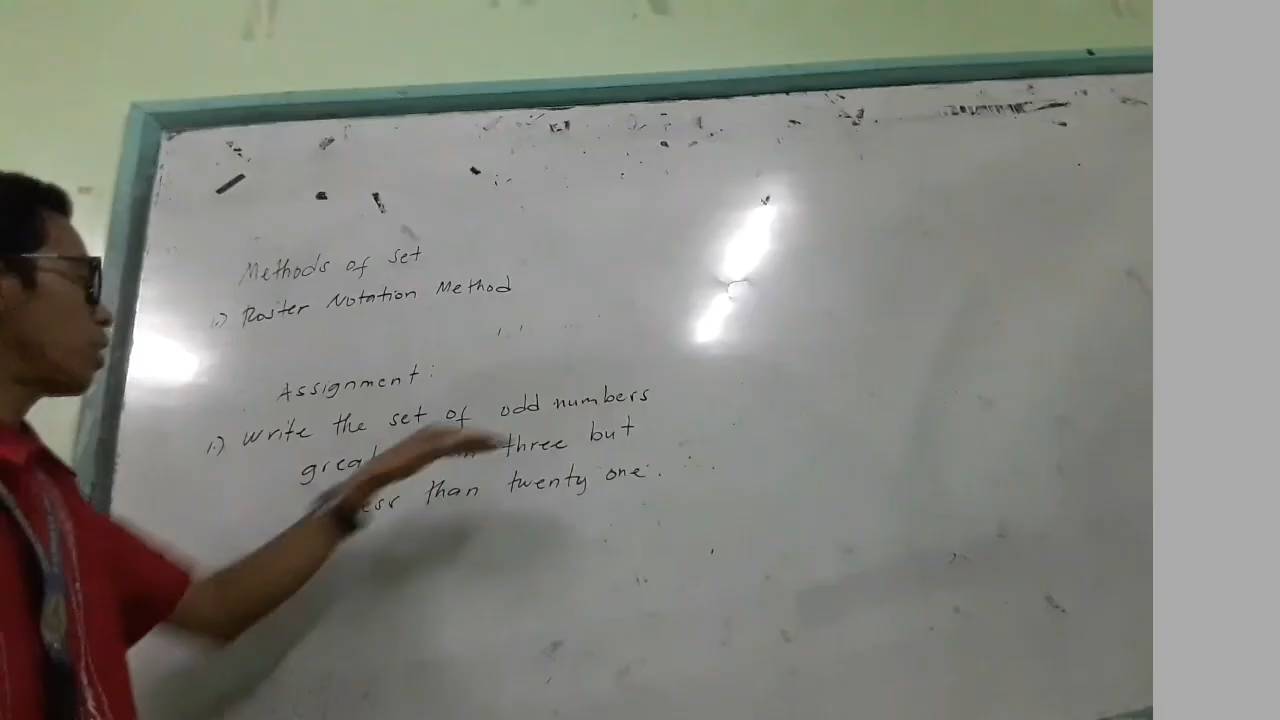 Methods of set
1.) Roster Notation Method
Assignment:
1.) Write the set of odd numbers
three but
than twenty one.